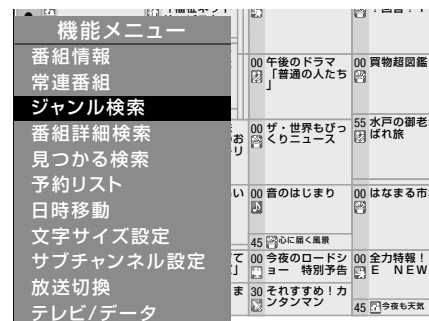 機能メニュー
番組情報
常連番組
ジャンル検索
番組詳細検索
見つかる検索
予約リスト
日時移動
文字サイズ設定
サブチャンネル設定
放送切換
テレビ/データ
00 午後のドラマ
「普通の人たち
」
00 ザ・世界もびっ
くりニュース
00 音のはじまり
45 心に届く風景
00 今夜のロードシ
ョー 特別予告
30 それすすめ!カ
ンタンマン
00 買物超図鑑
55 水戸の御老
ばれ旅
00 はなまる市
00 全力特報!
E NEW
45 今夜も天気